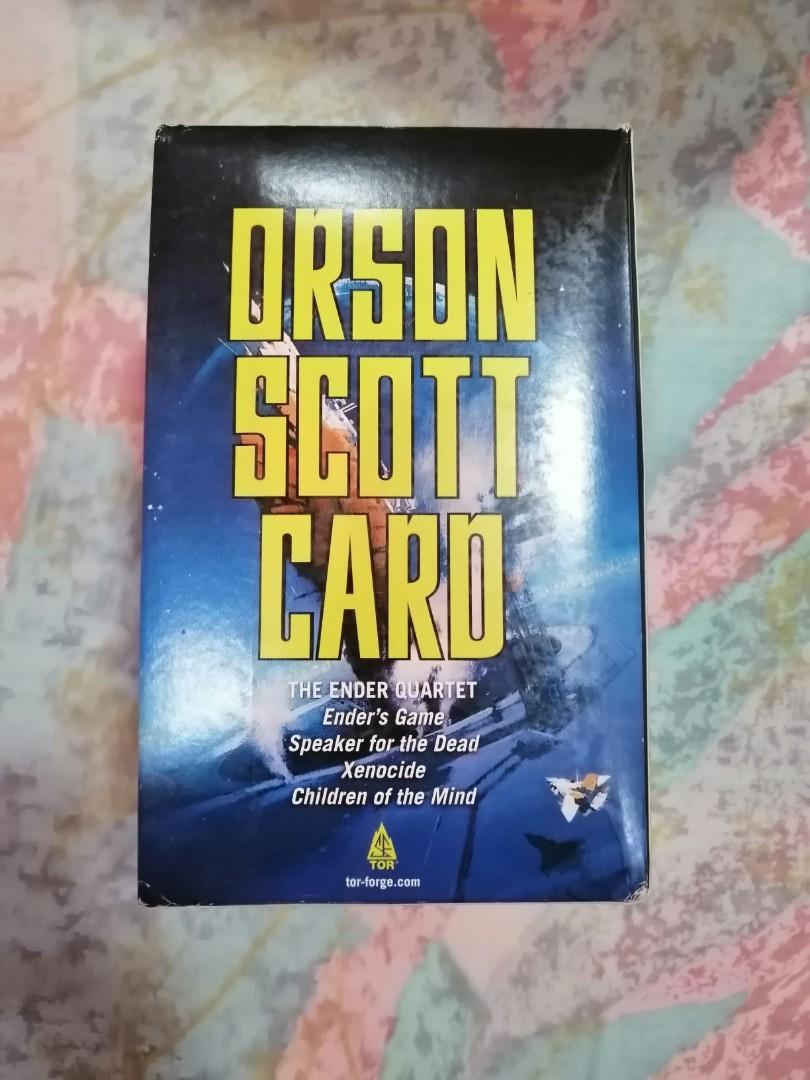 ORSON
SCOTT
CARD
THE ENDER QUARTET
Ender's Game
Speaker for the Dead
Xenocide
Children of the Mind
TOR®
tor-forge.com